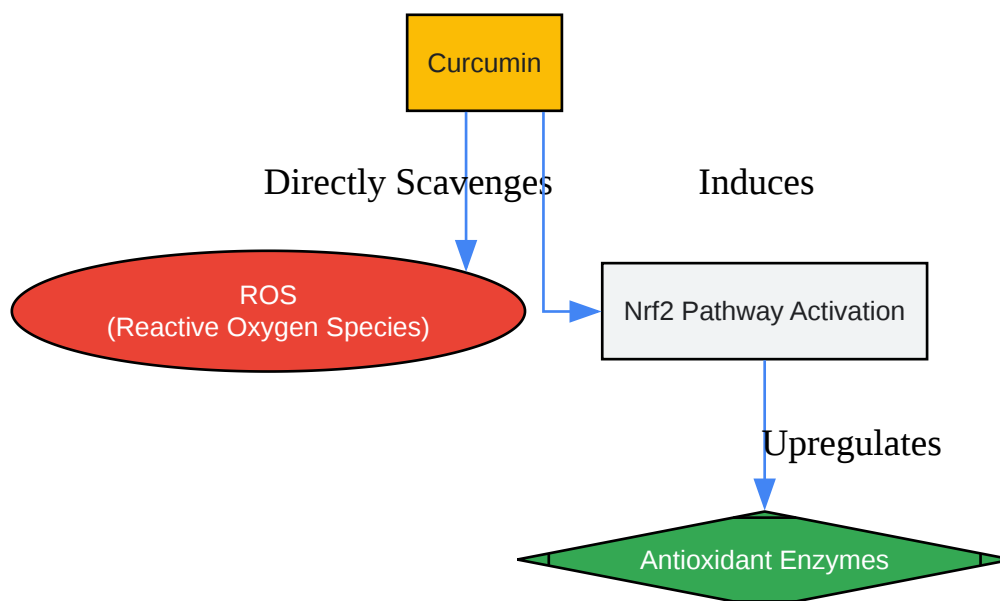 Curcumin
Directly Scavenges
Induces
ROS
(Reactive Oxygen Species)
Nrf2 Pathway Activation
Upregulates
Antioxidant Enzymes